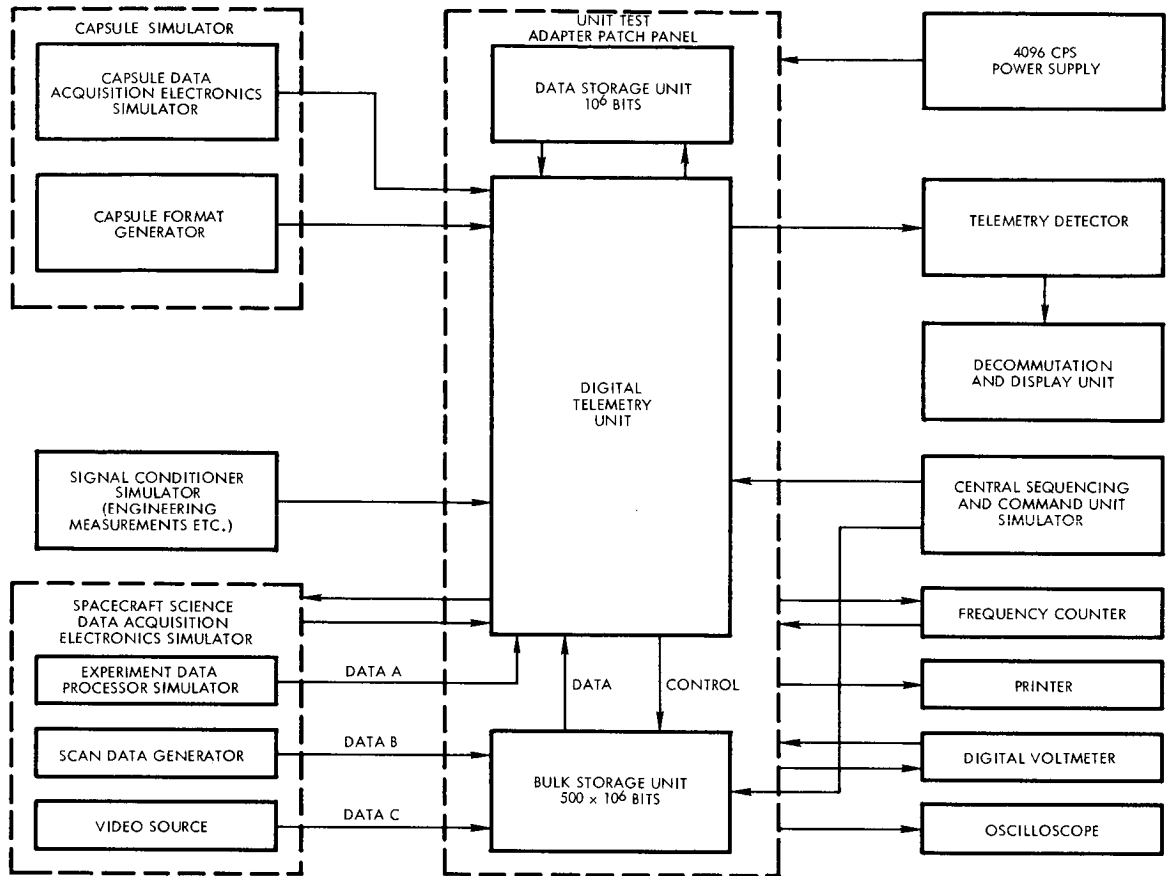 CAPSULE SIMULATOR
CAPSULE DATA
ACQUISITION ELECTRONICS
SIMULATOR
CAPSULE FORMAT
GENERATOR
SIGNAL CONDITIONER
SIMULATOR
(ENGINEERING
MEASUREMENTS ETC.)
SPACECRAFT SCIENCE
DATA ACQUISITION
ELECTRONICS SIMULATOR
EXPERIMENT DATA
PROCESSOR SIMULATOR
SCAN DATA GENERATOR
VIDEO SOURCE
DATA A
DATA B
DATA C
UNIT TEST
ADAPTER PATCH PANEL
DATA STORAGE UNIT
10⁶ BITS
DIGITAL
TELEMETRY
UNIT
DATA
CONTROL
BULK STORAGE UNIT
500 x 10⁶ BITS
4096 CPS
POWER SUPPLY
TELEMETRY DETECTOR
DECOMMUTATION
AND DISPLAY UNIT
CENTRAL SEQUENCING
AND COMMAND UNIT
SIMULATOR
FREQUENCY COUNTER
PRINTER
DIGITAL VOLTMETER
OSCILLOSCOPE